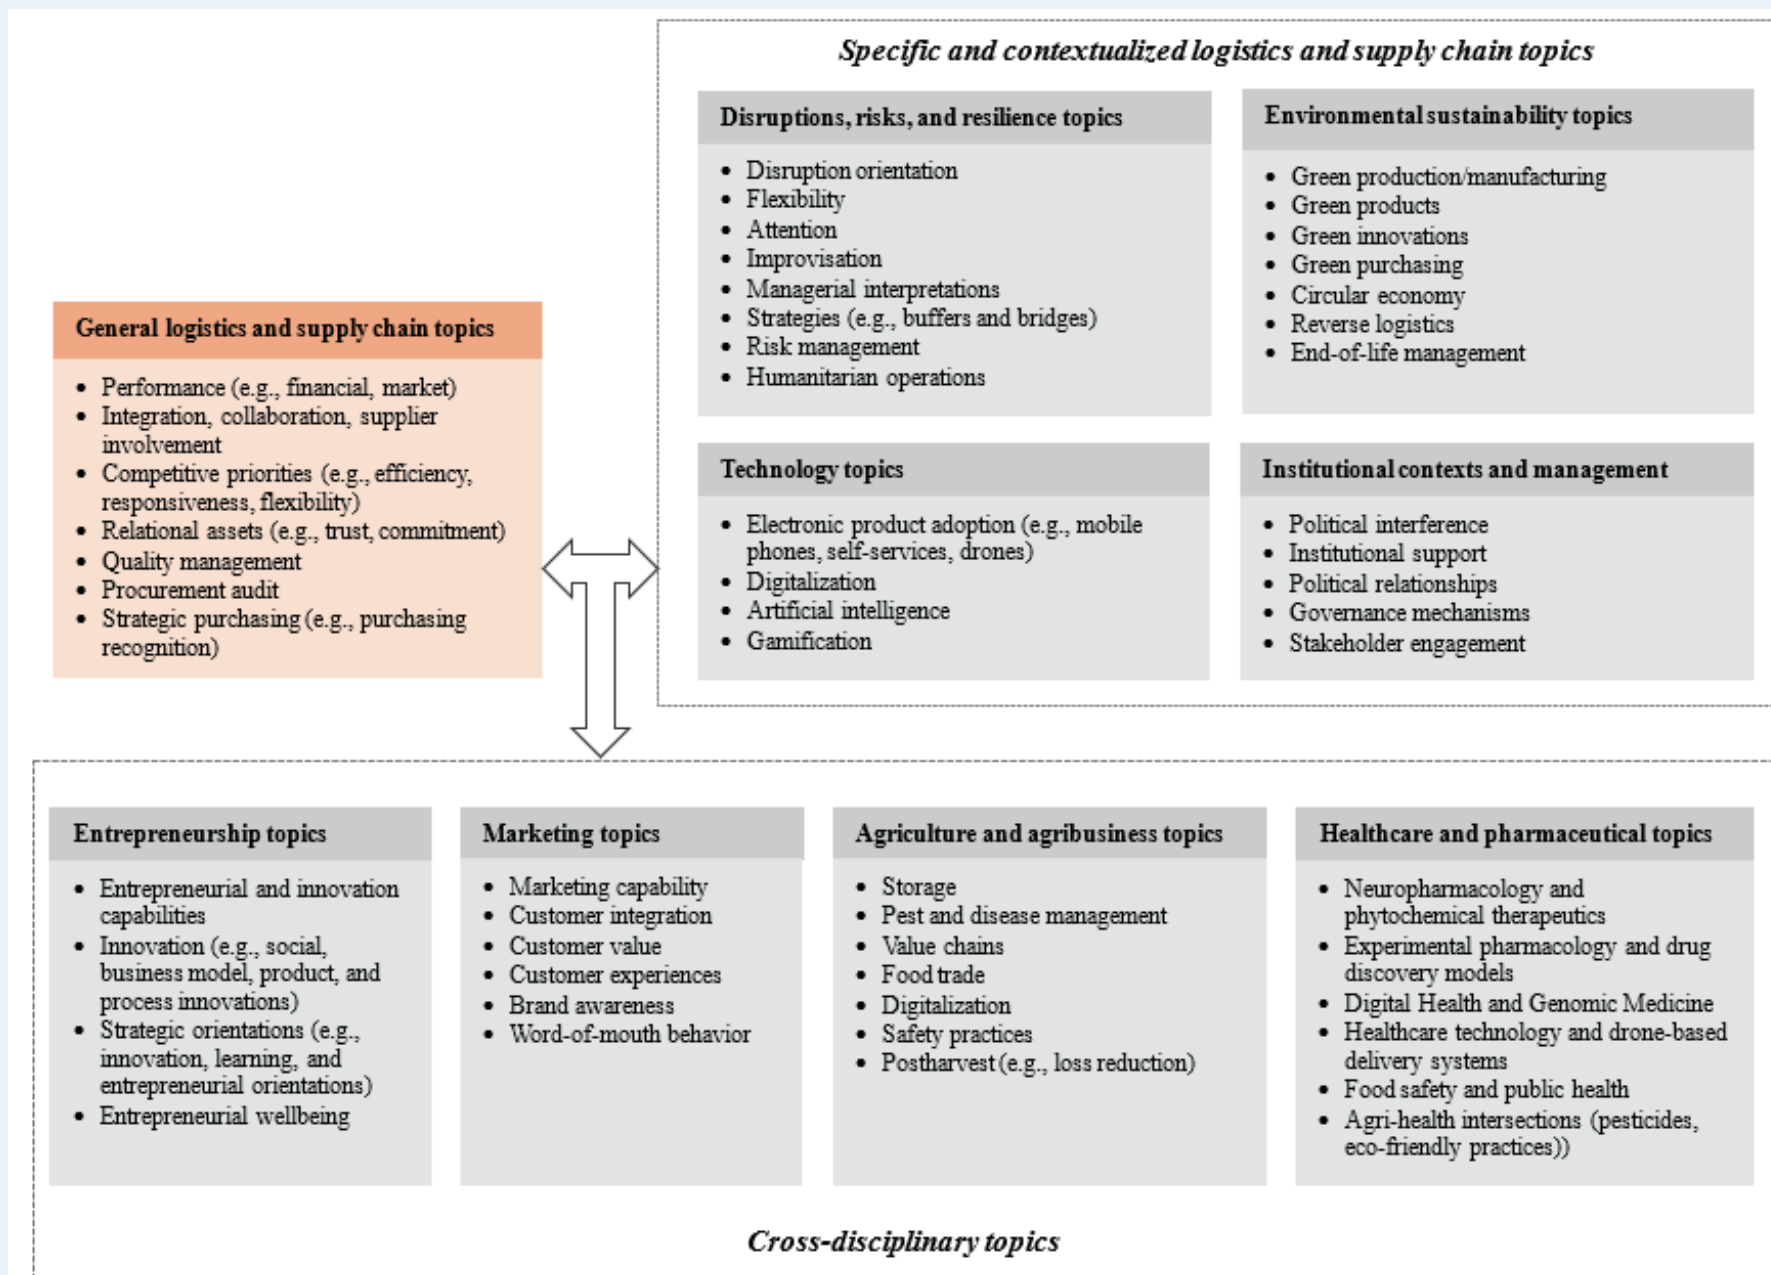 Specific and contextualized logistics and supply chain topics
Disruptions, risks, and resilience topics
• Disruption orientation
• Flexibility
• Attention
• Improvisation
• Managerial interpretations
• Strategies (e.g., buffers and bridges)
• Risk management
• Humanitarian operations
Environmental sustainability topics
• Green production/manufacturing
• Green products
• Green innovations
• Green purchasing
• Circular economy
• Reverse logistics
• End-of-life management
General logistics and supply chain topics
• Performance (e.g., financial, market)
• Integration, collaboration, supplier
involvement
• Competitive priorities (e.g., efficiency,
responsiveness, flexibility)
• Relational assets (e.g., trust, commitment)
• Quality management
• Procurement audit
• Strategic purchasing (e.g., purchasing
recognition)
Technology topics
• Electronic product adoption (e.g., mobile
phones, self-services, drones)
• Digitalization
• Artificial intelligence
• Gamification
Institutional contexts and management
• Political interference
• Institutional support
• Political relationships
• Governance mechanisms
• Stakeholder engagement
Entrepreneurship topics
• Entrepreneurial and innovation
capabilities
• Innovation (e.g., social,
business model, product, and
process innovations)
• Strategic orientations (e.g.,
innovation, learning, and
entrepreneurial orientations)
• Entrepreneurial wellbeing
Marketing topics
• Marketing capability
• Customer integration
• Customer value
• Customer experiences
• Brand awareness
• Word-of-mouth behavior
Agriculture and agribusiness topics
• Storage
• Pest and disease management
• Value chains
• Food trade
• Digitalization
• Safety practices
• Postharvest (e.g., loss reduction)
Healthcare and pharmaceutical topics
• Neuropharmacology and
phytochemical therapeutics
• Experimental pharmacology and drug
discovery models
• Digital Health and Genomic Medicine
• Healthcare technology and drone-based
delivery systems
• Food safety and public health
• Agri-health intersections (pesticides,
eco-friendly practices))
Cross-disciplinary topics